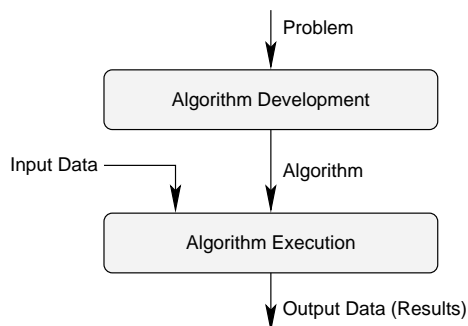 Problem
Algorithm Development
Input Data
Algorithm
Algorithm Execution
Output Data (Results)